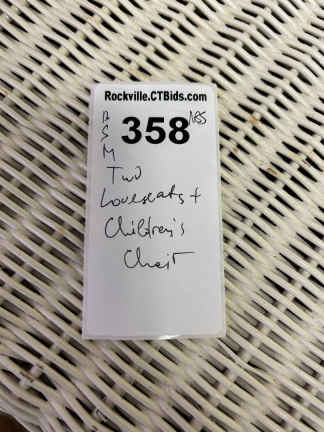 Rockville.CTBids.com
B
S
M
358
Two
Loveseats +
Children's
Chair